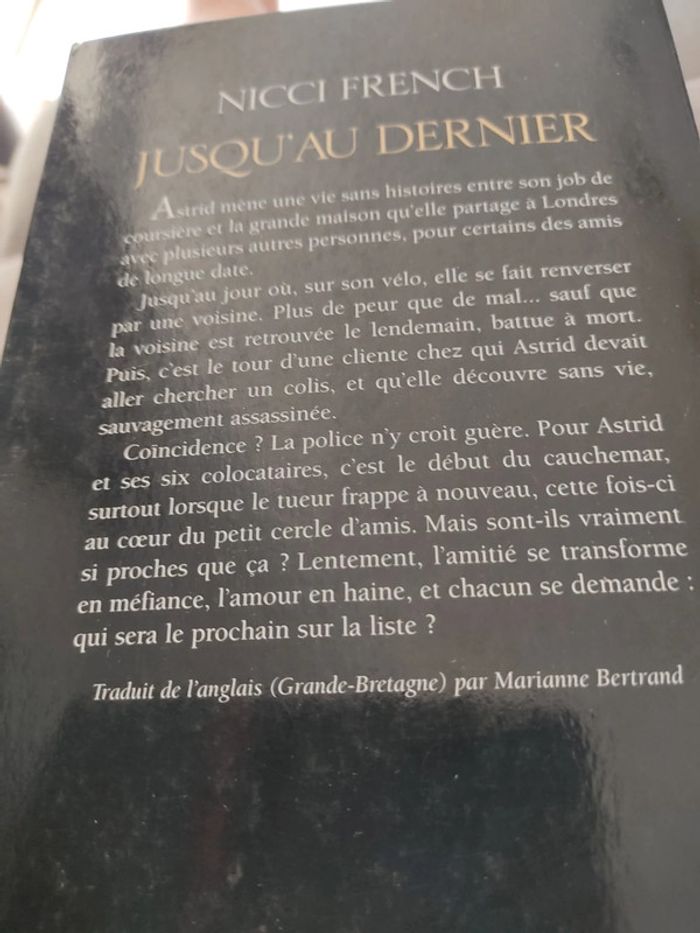 NICCI FRENCH
JUSQU'AU DERNIER
Astrid mène une vie sans histoires entre son job de
coursière et la grande maison qu'elle partage à Londres
avec plusieurs autres personnes, pour certains des amis
de longue date.
Jusqu'au jour où, sur son vélo, elle se fait renverser
par une voisine. Plus de peur que de mal... sauf que
la voisine est retrouvée le lendemain, battue à mort.
Puis, c'est le tour d'une cliente chez qui Astrid devait
aller chercher un colis, et qu'elle découvre sans vie,
sauvagement assassinée.
Coïncidence ? La police n'y croit guère. Pour Astrid
et ses six colocataires, c'est le début du cauchemar,
surtout lorsque le tueur frappe à nouveau, cette fois-ci
au cœur du petit cercle d'amis. Mais sont-ils vraiment
si proches que ça ? Lentement, l'amitié se transforme
en méfiance, l'amour en haine, et chacun se demande :
qui sera le prochain sur la liste ?
Traduit de l'anglais (Grande-Bretagne) par Marianne Bertrand